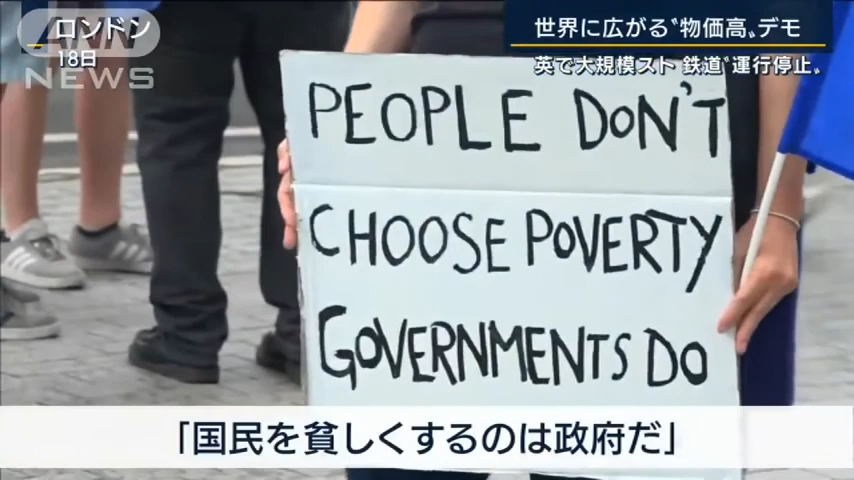 ロンドン
18日
ANN
NEWS
世界に広がる〝物価高〟デモ
英で大規模スト 鉄道〝運行停止〟
PEOPLE DON'T
CHOOSE POVERTY
GOVERNMENTS DO
「国民を貧しくするのは政府だ」